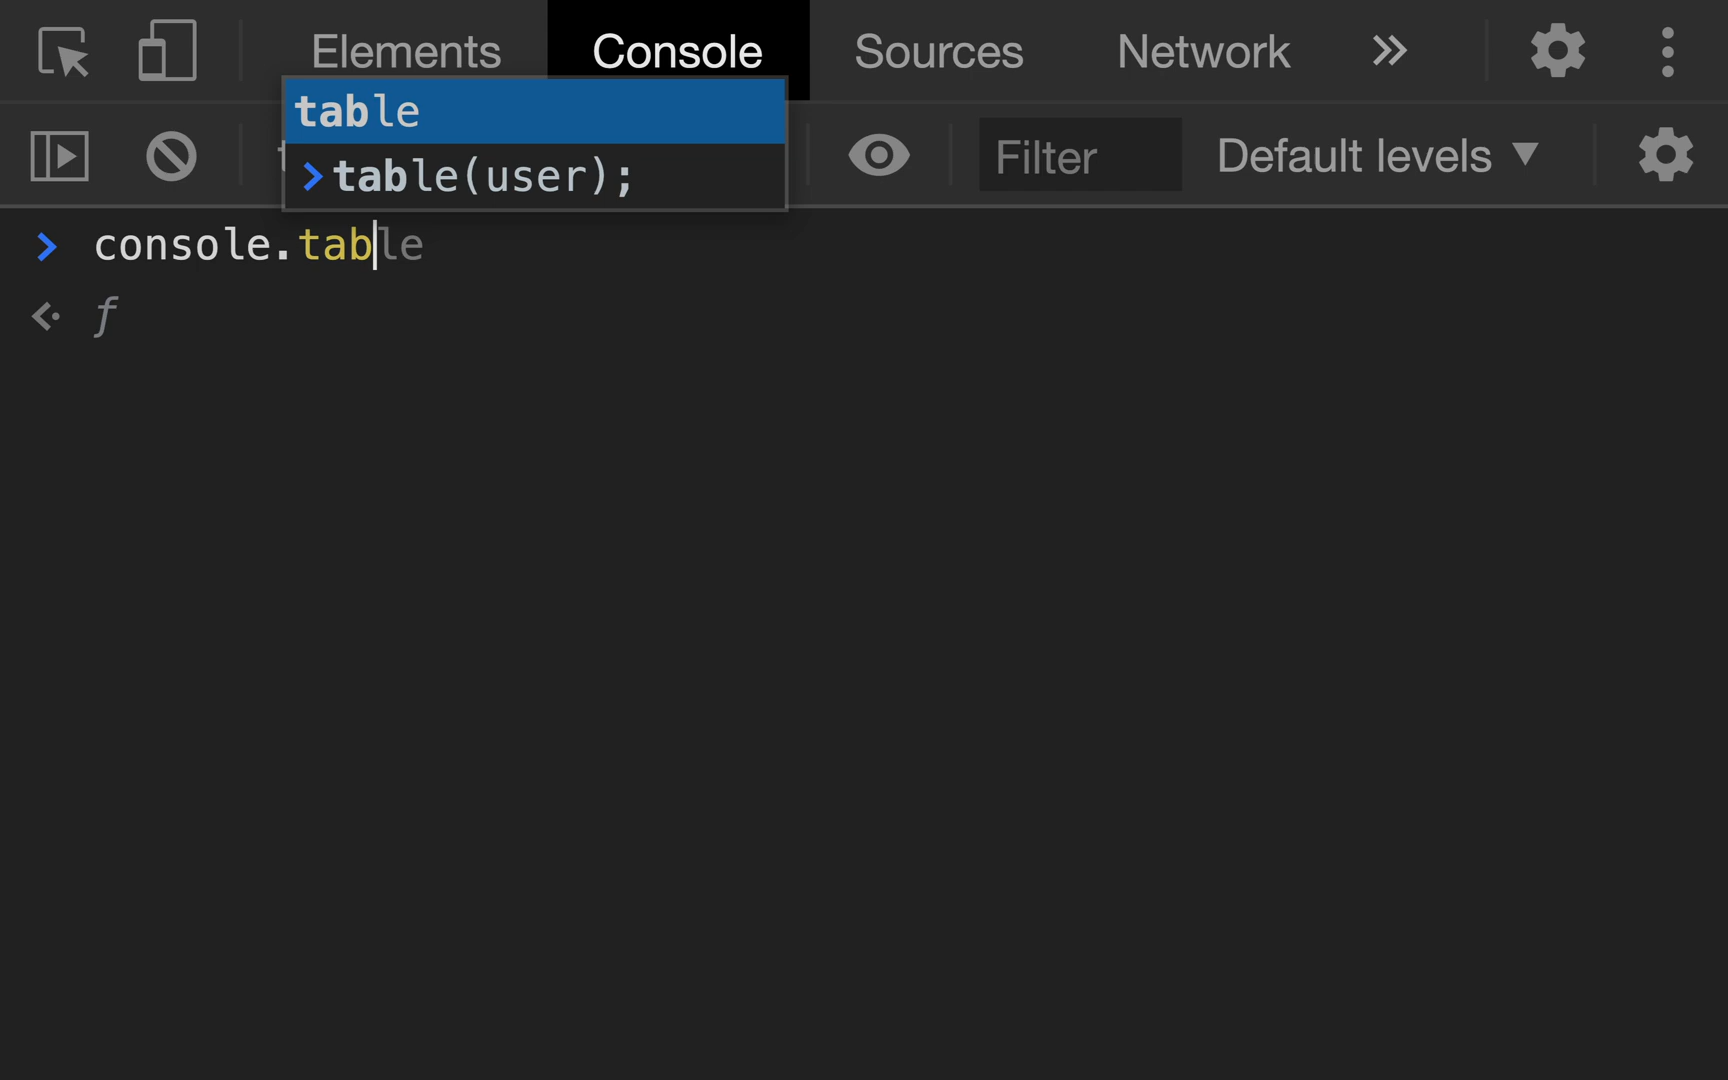 Elements Console Sources Network
table
Filter Default levels ▼
> table(user);
> console.table
f